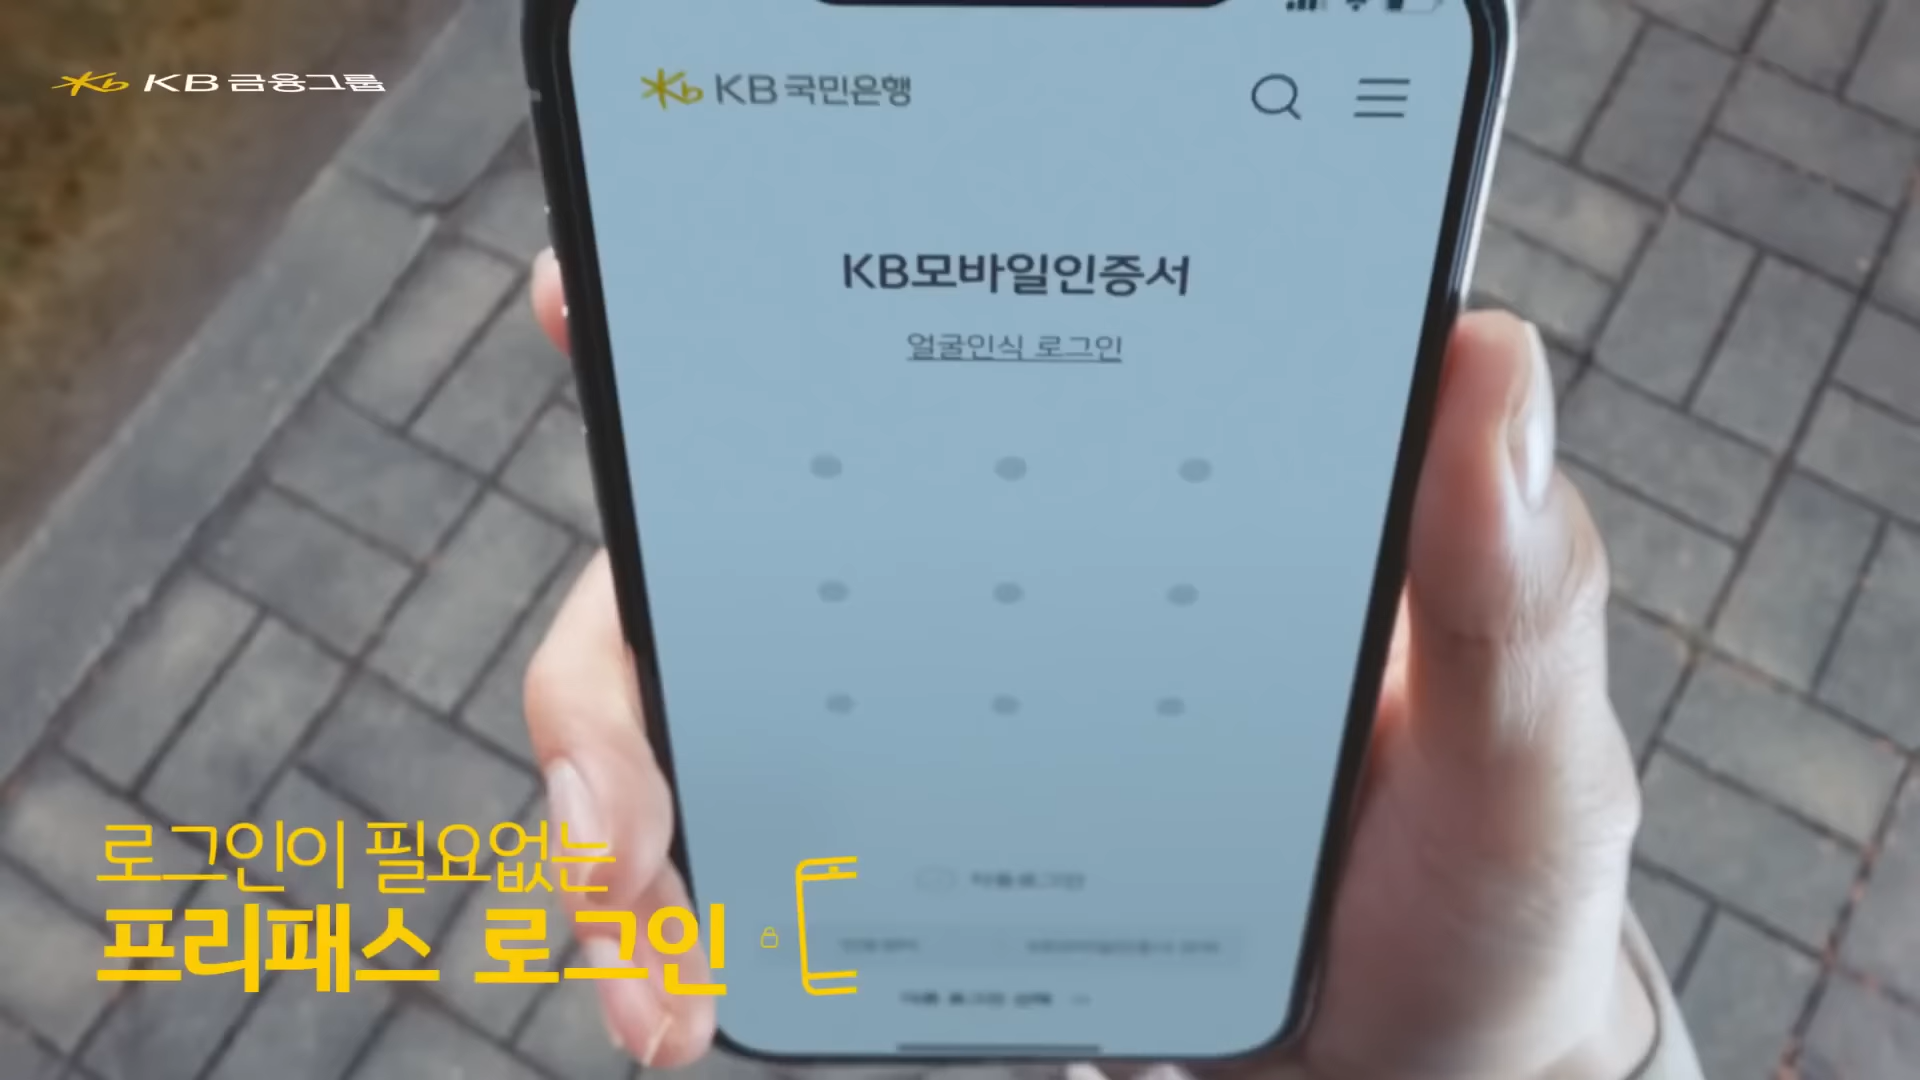 KB 금융그룹
KB 국민은행
KB모바일인증서
얼굴인식 로그인
로그인이 필요없는
프리패스 로그인